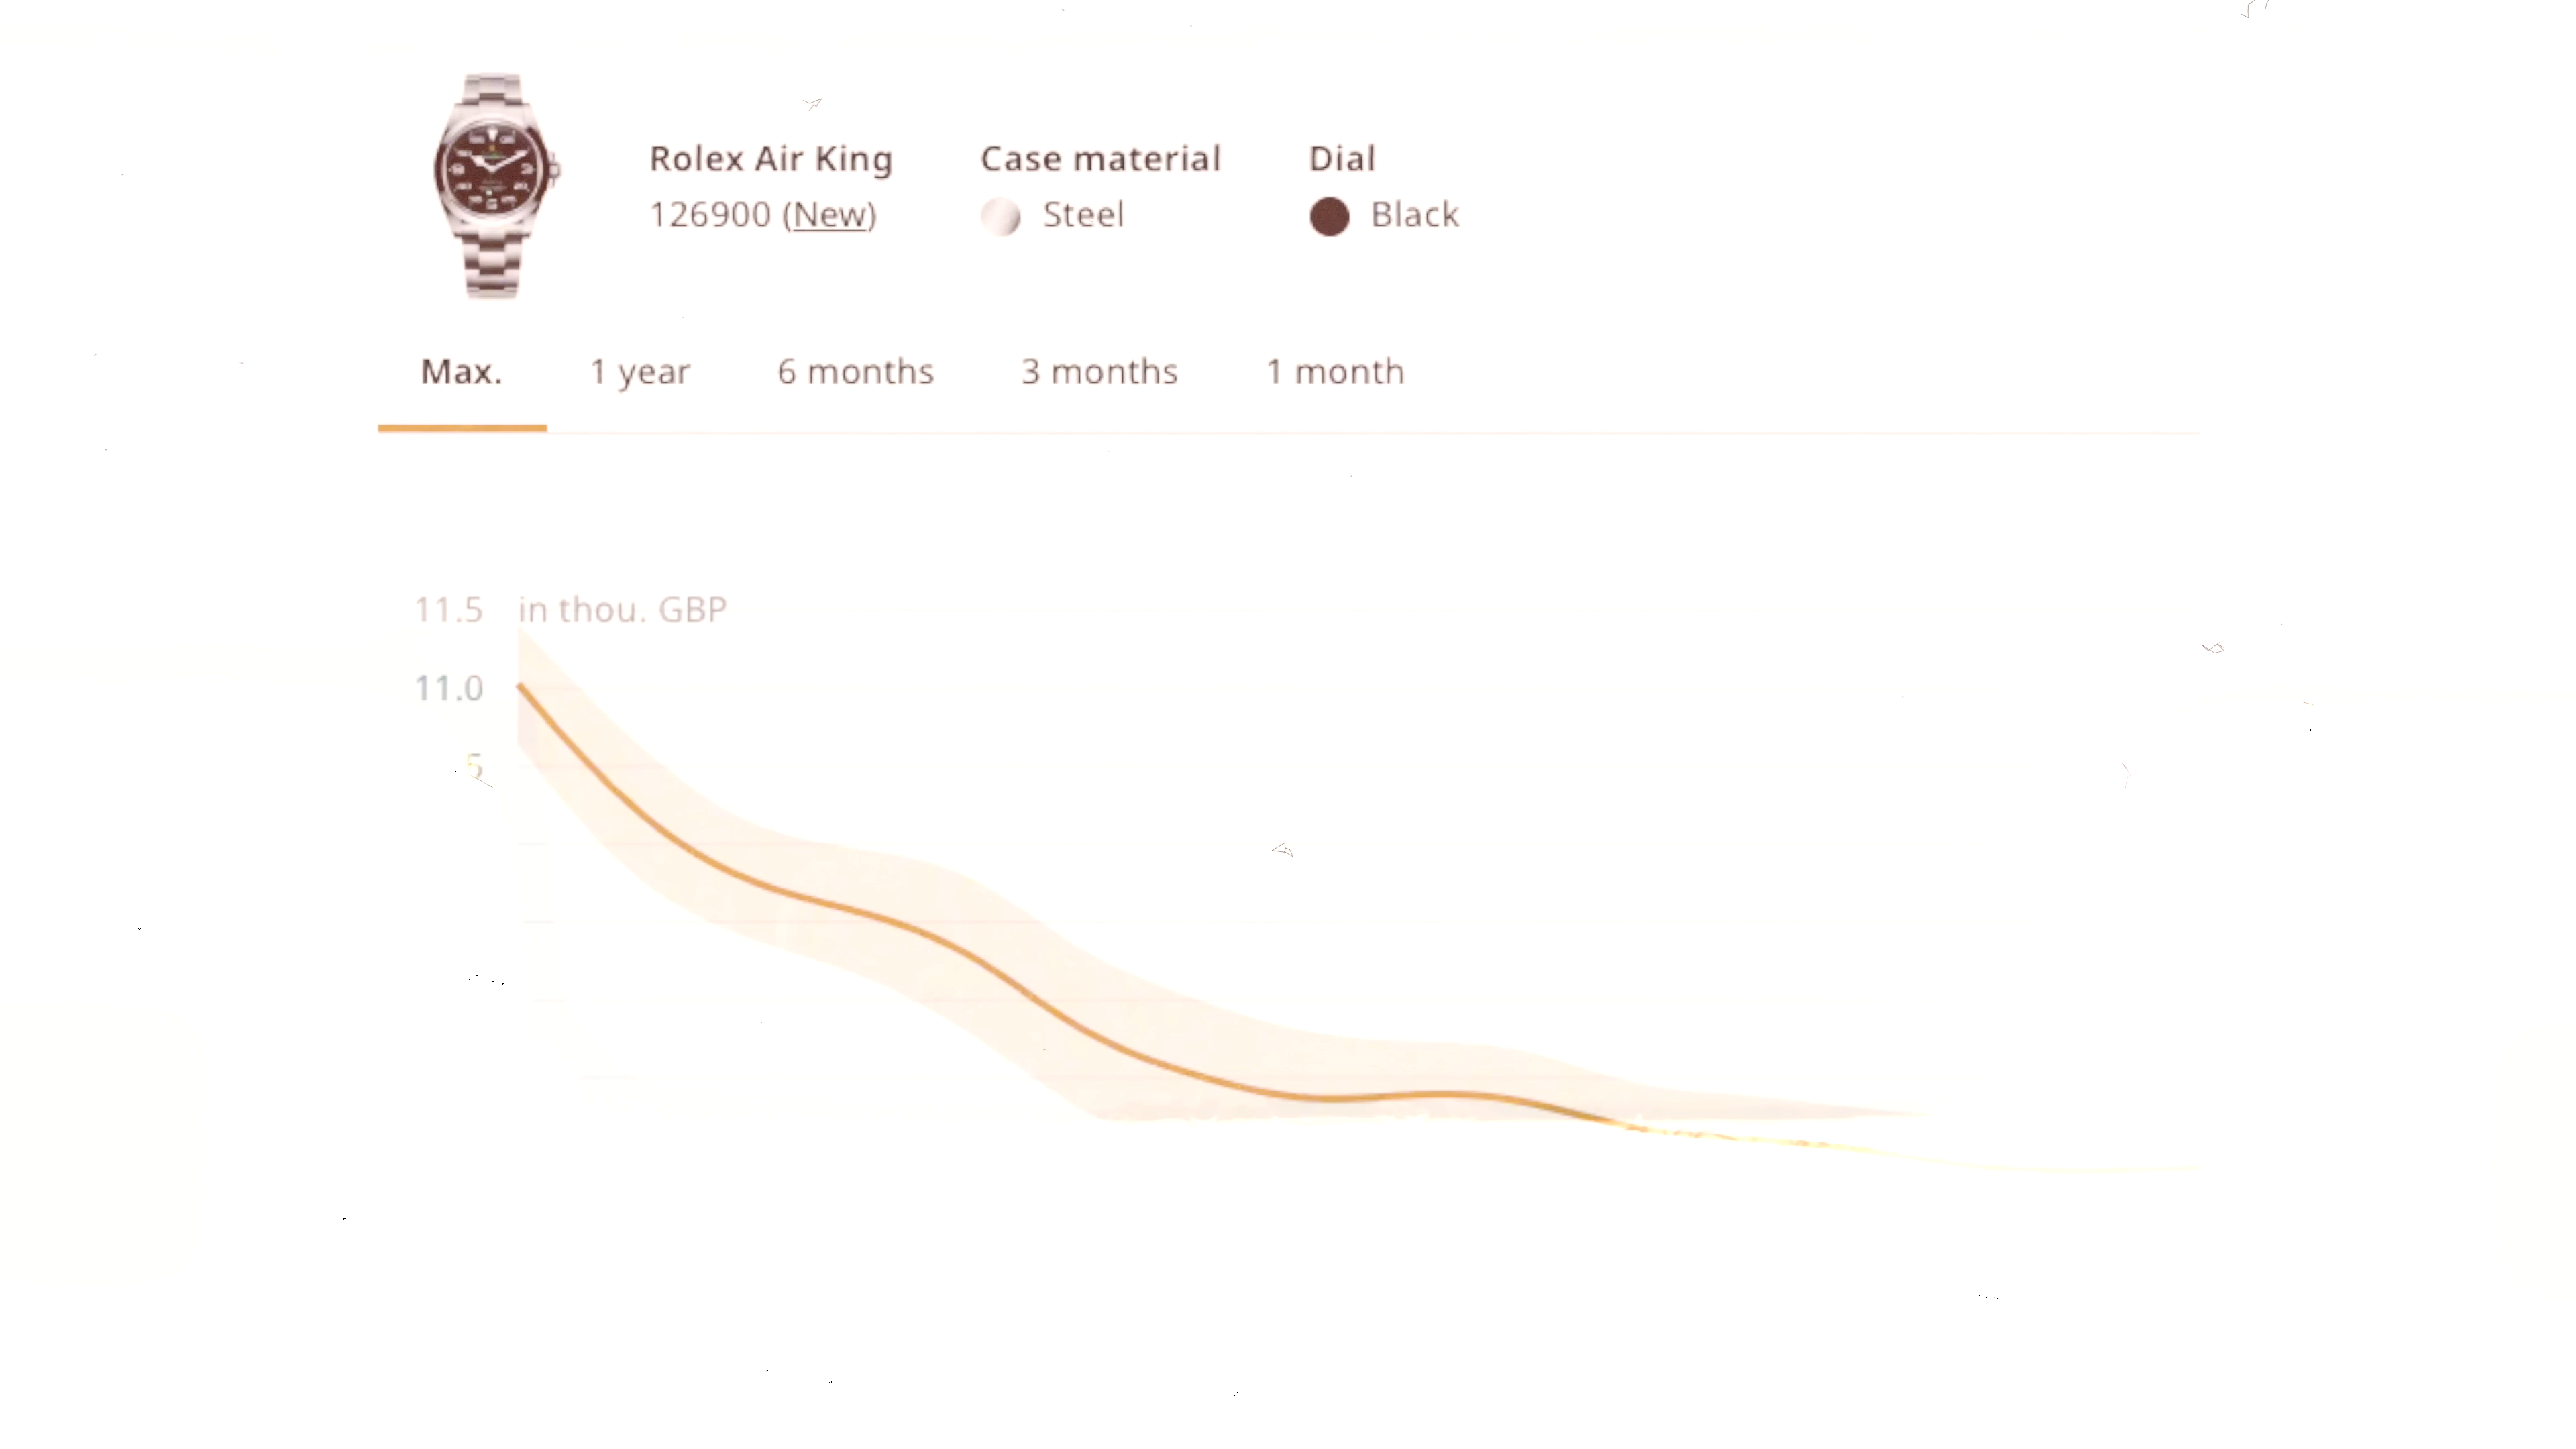 Rolex Air King Case material Dial
126900 (New) Steel Black
Max. 1 year 6 months 3 months 1 month
11.5 in thou. GBP
11.0
5